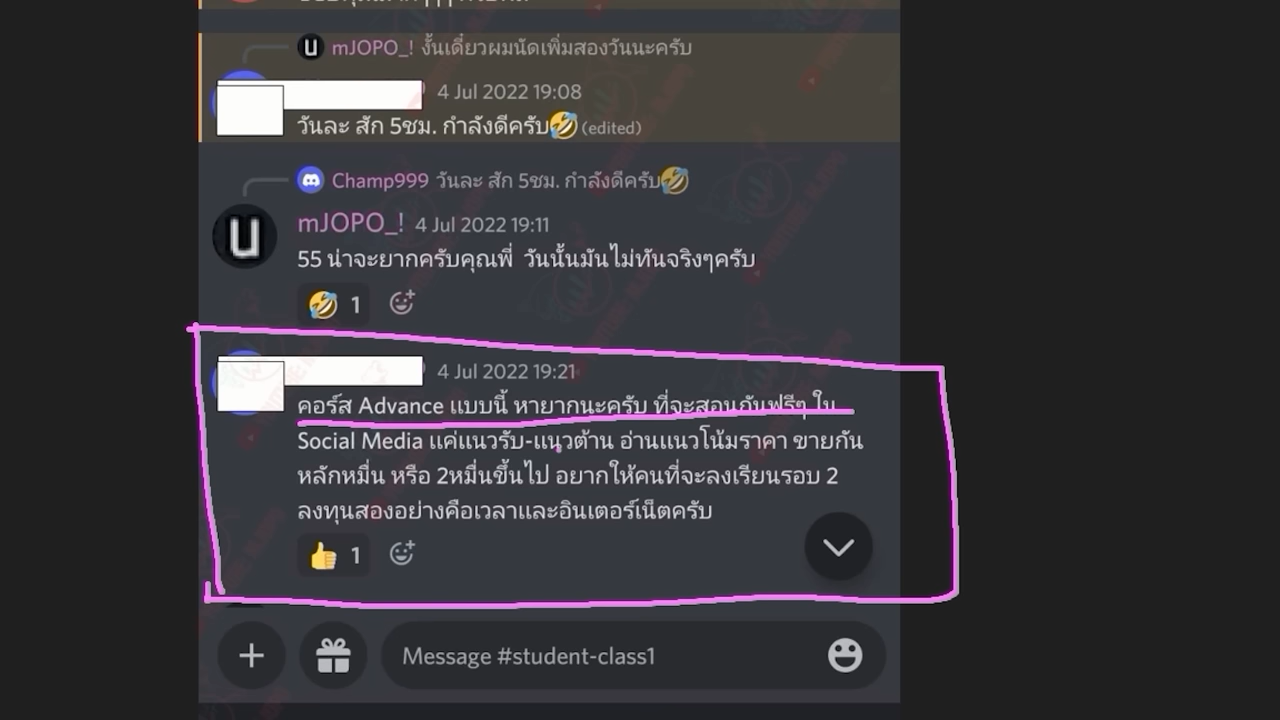 mJOPO_! งั้นเดี๋ยวผมนัดเพิ่มสองวันนะครับ
4 Jul 2022 19:08
วันละ สัก 5ชม. กำลังดีครับ🤣 (edited)
Champ999 วันละ สัก 5ชม. กำลังดีครับ🤣
mJOPO_! 4 Jul 2022 19:11
55 น่าจะยากครับคุณพี่ วันนั้นมันไม่ทันจริงๆครับ
🤣 1
4 Jul 2022 19:21
คอร์ส Advance แบบนี้ หายากนะครับ ที่จะสอนกันฟรีๆ ใน
Social Media แค่แนวรับ-แนวต้าน อ่านแนวโน้มราคา ขายกัน
หลักหมื่น หรือ 2หมื่นขึ้นไป อยากให้คนที่จะลงเรียนรอบ 2
ลงทุนสองอย่างคือเวลาและอินเตอร์เน็ตครับ
👍 1
Message #student-class1